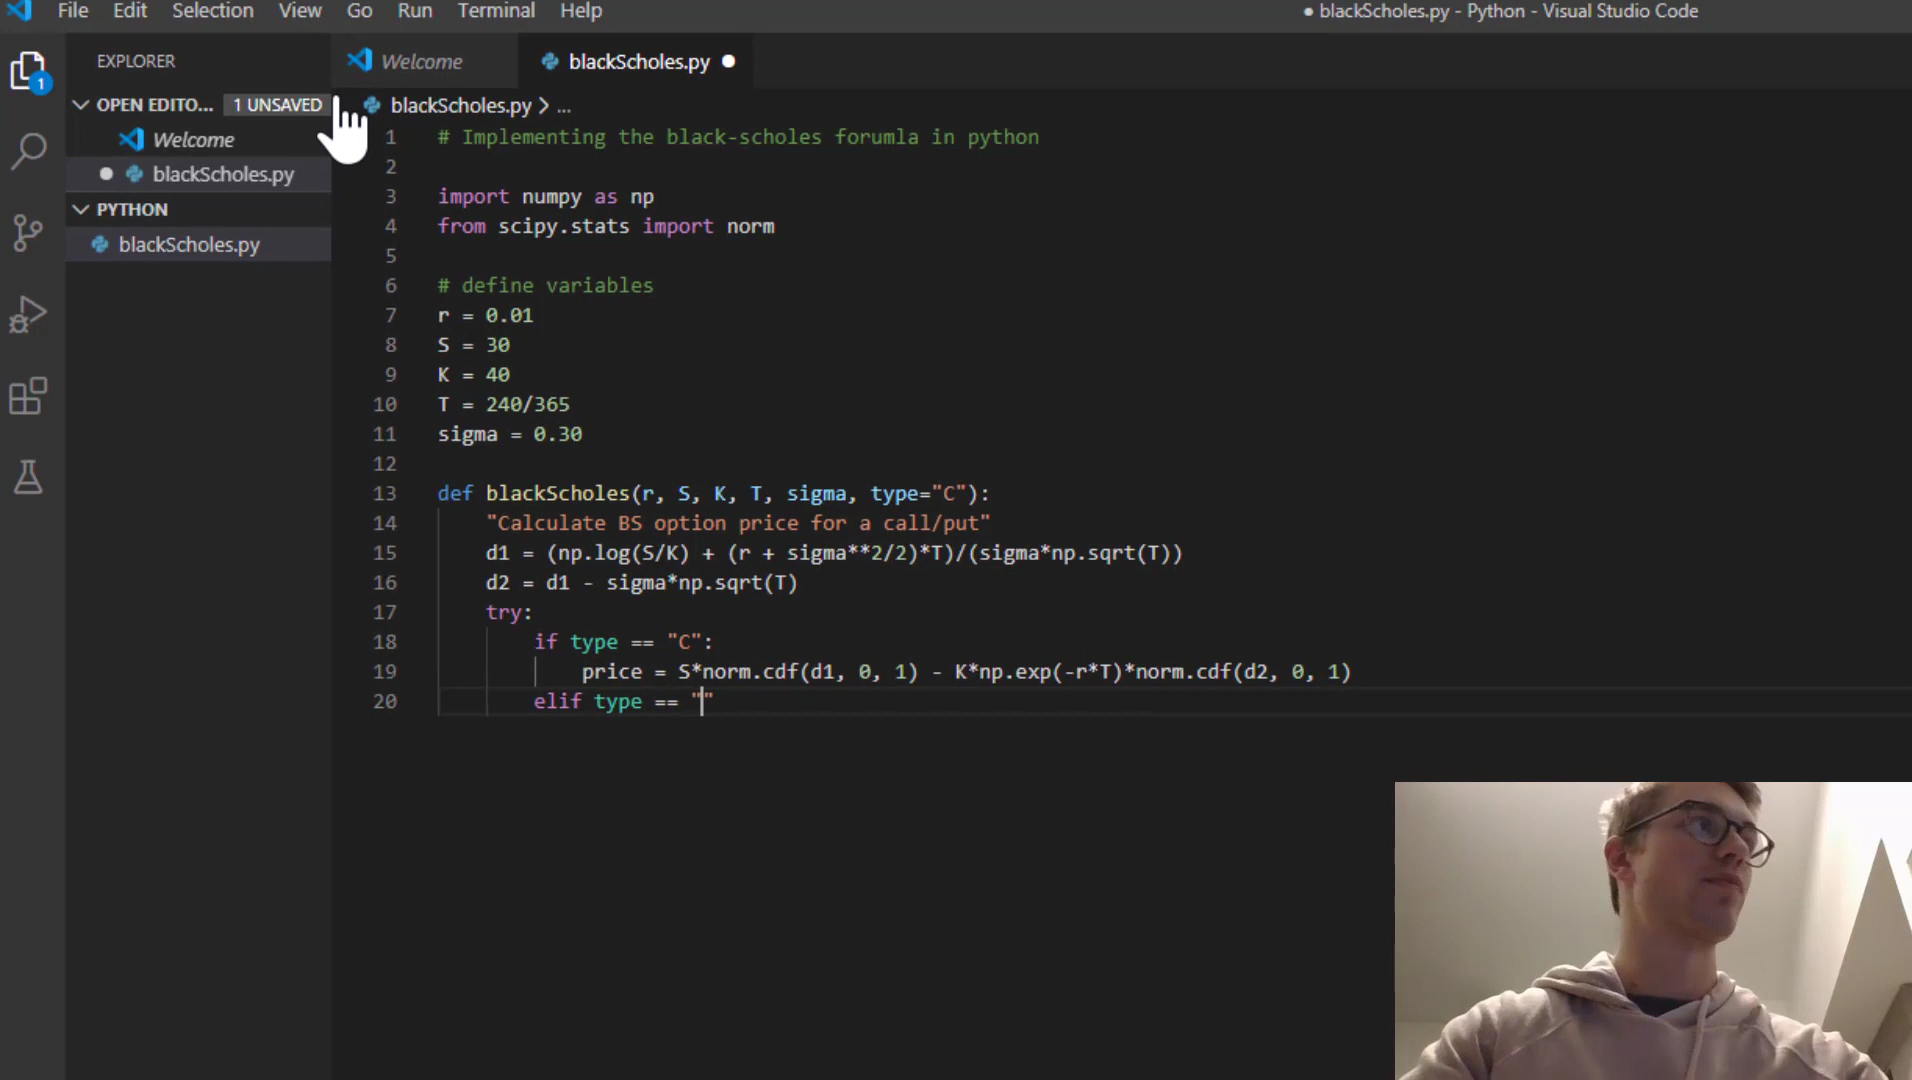 File Edit Selection View Go Run Terminal Help
● blackScholes.py - Python - Visual Studio Code
1
EXPLORER
OPEN EDITO... 1 UNSAVED
Welcome
blackScholes.py
PYTHON
blackScholes.py
Welcome
blackScholes.py
blackScholes.py > ...
1 # Implementing the black-scholes forumla in python
2
3 import numpy as np
4 from scipy.stats import norm
5
6 # define variables
7 r = 0.01
8 S = 30
9 K = 40
10 T = 240/365
11 sigma = 0.30
12
13 def blackScholes(r, S, K, T, sigma, type="C"):
14 "Calculate BS option price for a call/put"
15 d1 = (np.log(S/K) + (r + sigma**2/2)*T)/(sigma*np.sqrt(T))
16 d2 = d1 - sigma*np.sqrt(T)
17 try:
18 if type == "C":
19 price = S*norm.cdf(d1, 0, 1) - K*np.exp(-r*T)*norm.cdf(d2, 0, 1)
20 elif type == ""